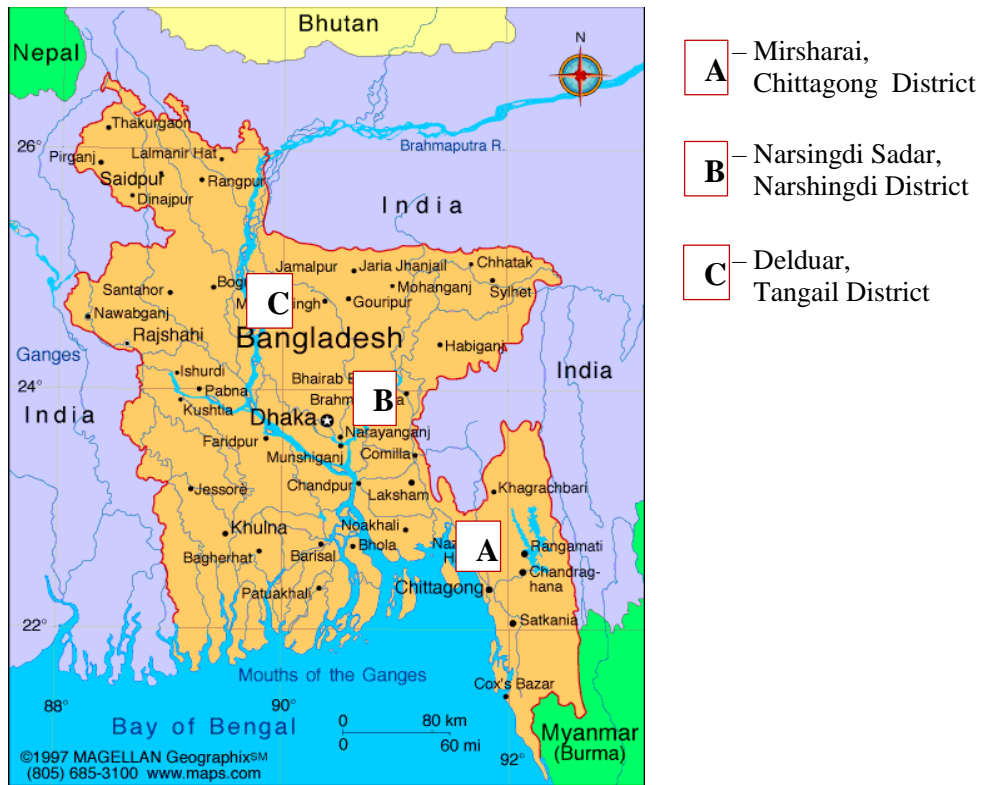 Bhutan
Nepal
N
Thakurgaon
26°
Pirganj
Lalmanir Hat
Brahmaputra R.
Saidpur
Rangpur
Dinajpur
India
Jamalpur
Jaria Jhanjail
Chhatak
Santahor
Mohanganj
Sylhet
C
Gouripur
Nawabganj
Rajshahi
Bangladesh
Habiganj
Ganges
Ishurdi
India
24°
Pabna
Bhairab
B
India
Kushtia
Dhaka
Narayanganj
Faridpur
Munshiganj
Comilla
Chandpur
Jessore
Laksham
Khagrachbari
Khulna
Noakhali
A
Bagherhat
Barisal
Bhola
Rangamati
Chandrag-
hana
Patuakhali
Chittagong
22°
Satkania
Mouths of the Ganges
Cox's Bazar
88°
90°
Bay of Bengal
0 80 km
0 60 mi
Myanmar
(Burma)
92°
©1997 MAGELLAN Geographix℠
(805) 685-3100 www.maps.com
A – Mirsharai,
Chittagong District
B – Narsingdi Sadar,
Narshingdi District
C – Delduar,
Tangail District